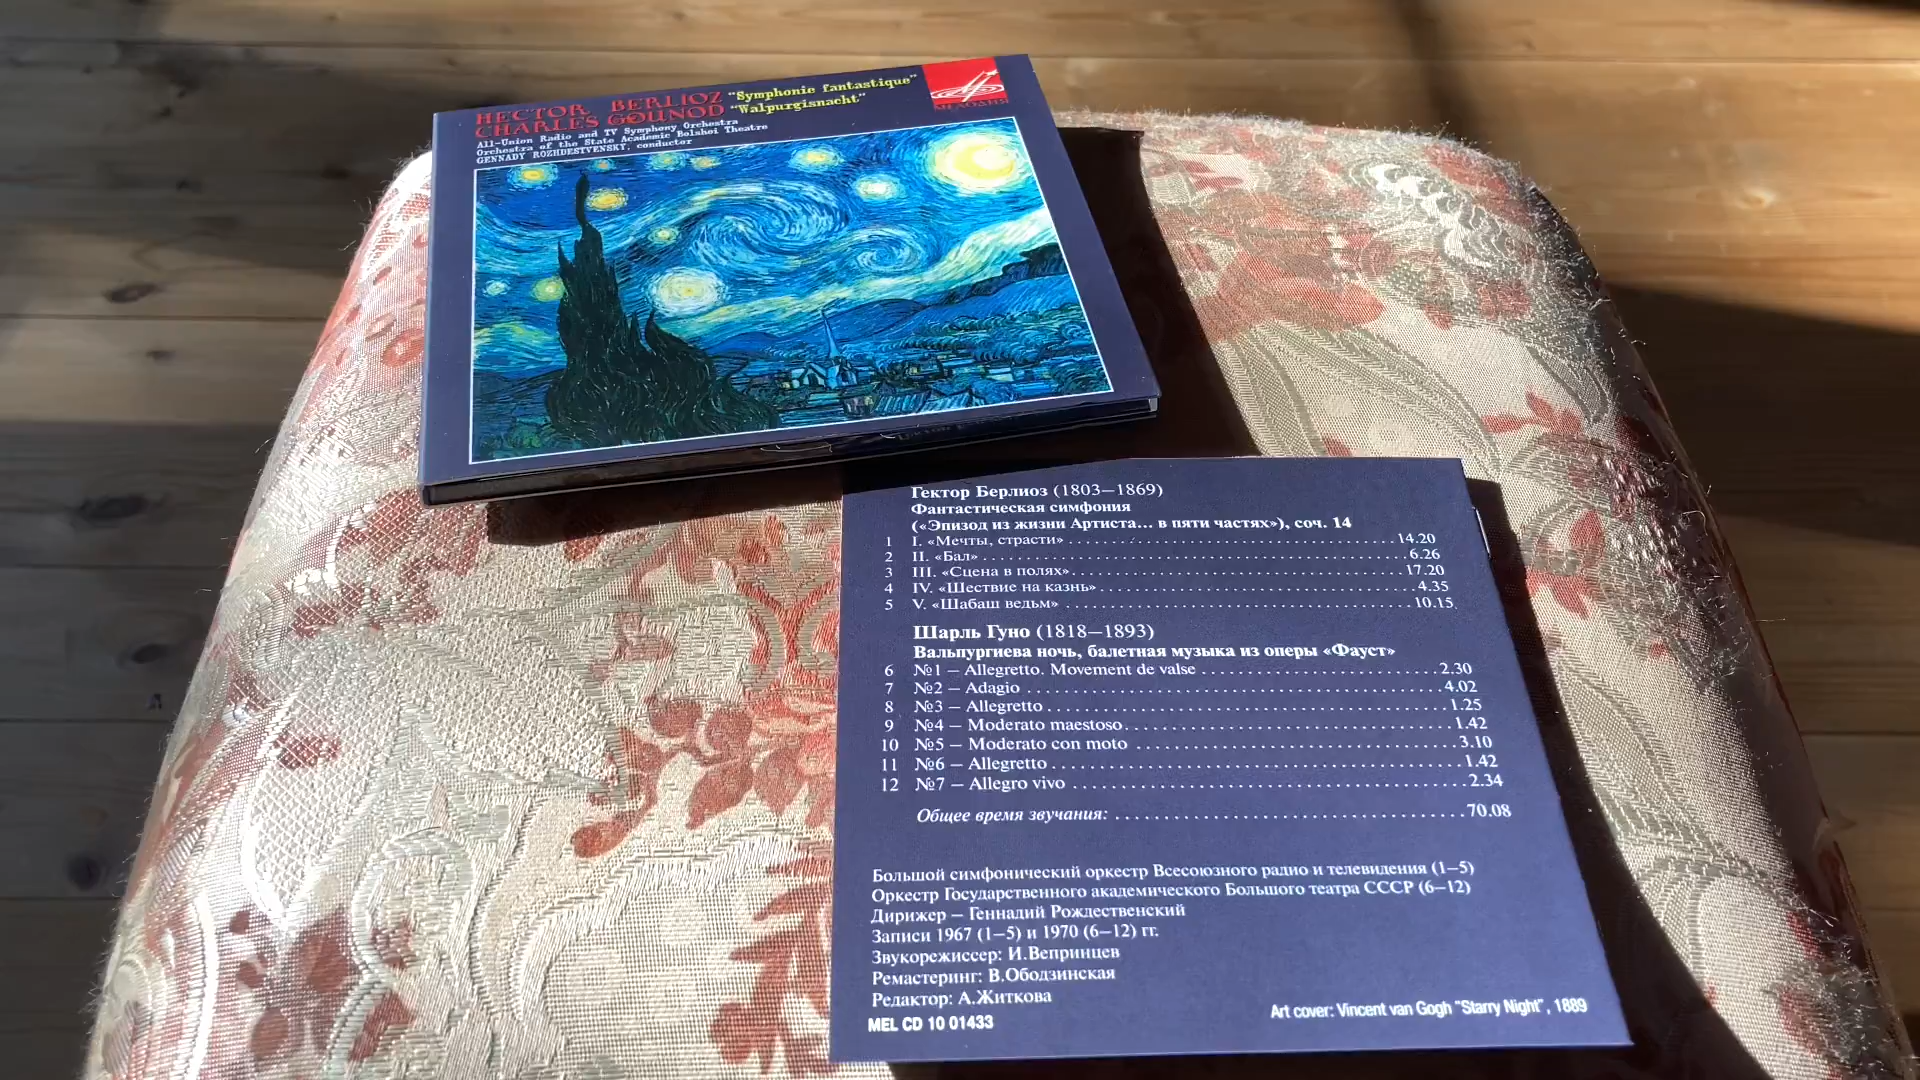 HECTOR BERLIOZ "Symphonie fantastique"
CHARLES GOUNOD "Walpurgisnacht"
All-Union Radio and TV Symphony Orchestra
Orchestra of the State Academic Bolshoi Theatre
GENNADY ROZHDESTVENSKY, conductor
МЕЛОДИЯ
Гектор Берлиоз (1803–1869)
Фантастическая симфония
(«Эпизод из жизни Артиста... в пяти частях»), соч. 14
1 I. «Мечты, страсти» 14.20
2 II. «Бал» 6.26
3 III. «Сцена в полях» 17.20
4 IV. «Шествие на казнь» 4.35
5 V. «Шабаш ведьм» 10.15
Шарль Гуно (1818–1893)
Вальпургиева ночь, балетная музыка из оперы «Фауст»
6 №1 – Allegretto. Movement de valse 2.30
7 №2 – Adagio 4.02
8 №3 – Allegretto 1.25
9 №4 – Moderato maestoso 1.42
10 №5 – Moderato con moto 3.10
11 №6 – Allegretto 1.42
12 №7 – Allegro vivo 2.34
Общее время звучания: 70.08
Большой симфонический оркестр Всесоюзного радио и телевидения (1–5)
Оркестр Государственного академического Большого театра СССР (6–12)
Дирижер – Геннадий Рождественский
Записи 1967 (1–5) и 1970 (6–12) гг.
Звукорежиссер: И.Вепринцев
Ремастеринг: В.Ободзинская
Редактор: А.Житкова
MEL CD 10 01433
Art cover: Vincent van Gogh "Starry Night", 1889